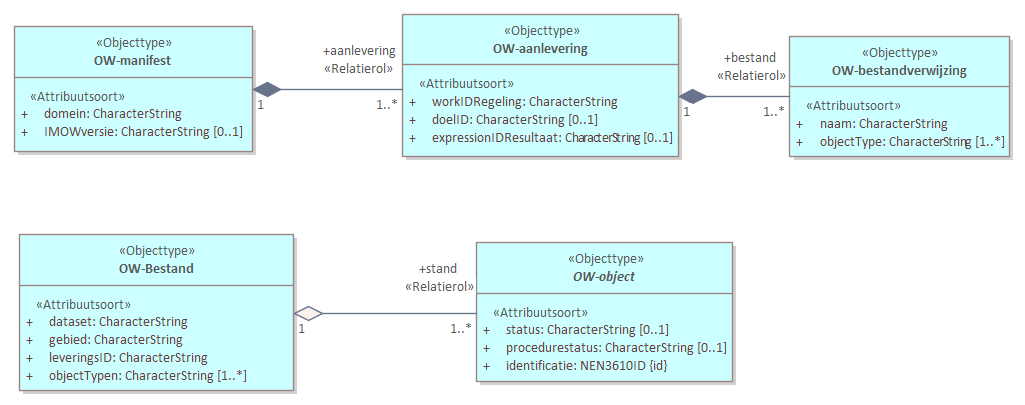 «Objecttype»
OW-manifest
«Attribuutsoort»
+ domein: CharacterString
+ IMOWversie: CharacterString [0..1]
+aanlevering
«Relatierol»
1
1..*
«Objecttype»
OW-aanlevering
«Attribuutsoort»
+ workIDRegeling: CharacterString
+ doelID: CharacterString [0..1]
+ expressionIDResultaat: CharacterString [0..1]
+bestand
«Relatierol»
1
1..*
«Objecttype»
OW-bestandverwijzing
«Attribuutsoort»
+ naam: CharacterString
+ objectType: CharacterString [1..*]
«Objecttype»
OW-Bestand
«Attribuutsoort»
+ dataset: CharacterString
+ gebied: CharacterString
+ leveringsID: CharacterString
+ objectTypen: CharacterString [1..*]
+stand
«Relatierol»
1
1..*
«Objecttype»
OW-object
«Attribuutsoort»
+ status: CharacterString [0..1]
+ procedurestatus: CharacterString [0..1]
+ identificatie: NEN3610ID {id}